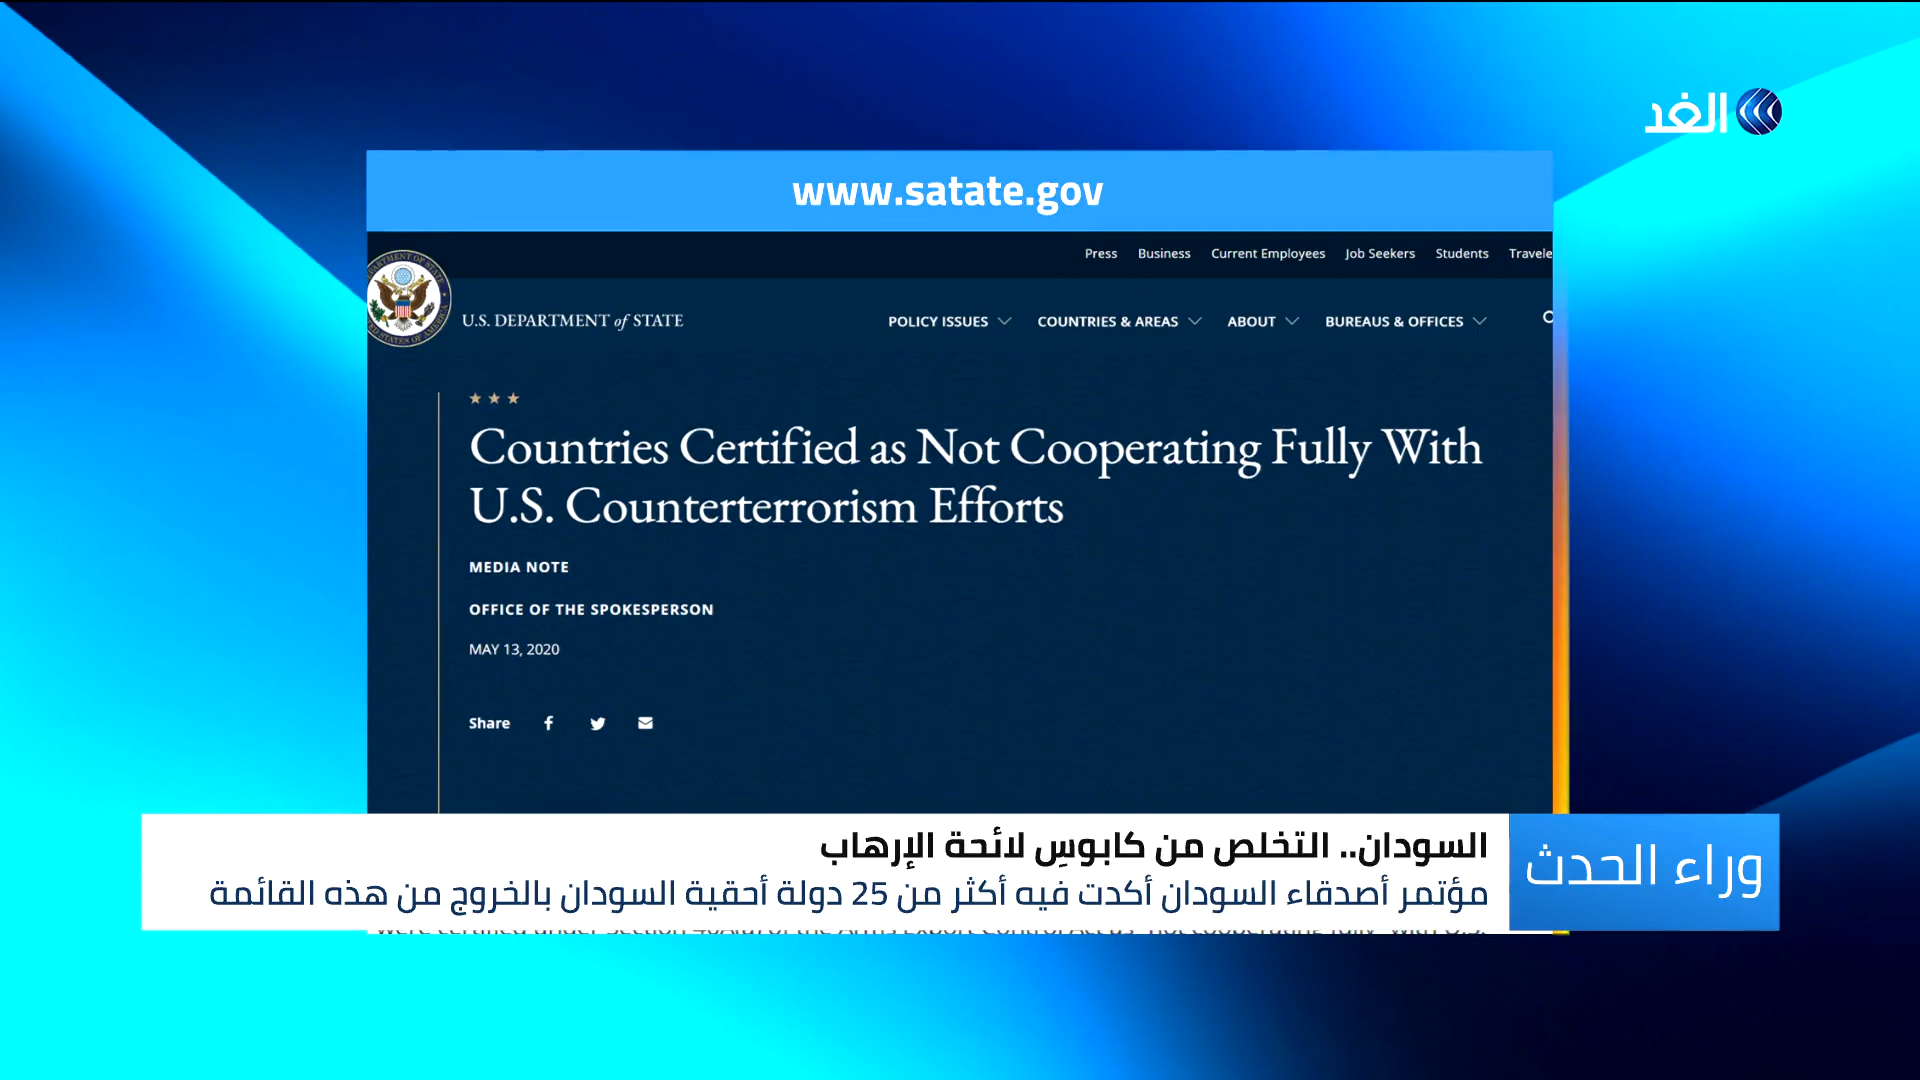 الغد
www.satate.gov
Press Business Current Employees Job Seekers Students Travele
U.S. DEPARTMENT of STATE
POLICY ISSUES COUNTRIES & AREAS ABOUT BUREAUS & OFFICES
Countries Certified as Not Cooperating Fully With
U.S. Counterterrorism Efforts
MEDIA NOTE
OFFICE OF THE SPOKESPERSON
MAY 13, 2020
Share
وراء الحدث
السودان.. التخلص من كابوسِ لائحة الإرهاب
مؤتمر أصدقاء السودان أكدت فيه أكثر من 25 دولة أحقية السودان بالخروج من هذه القائمة